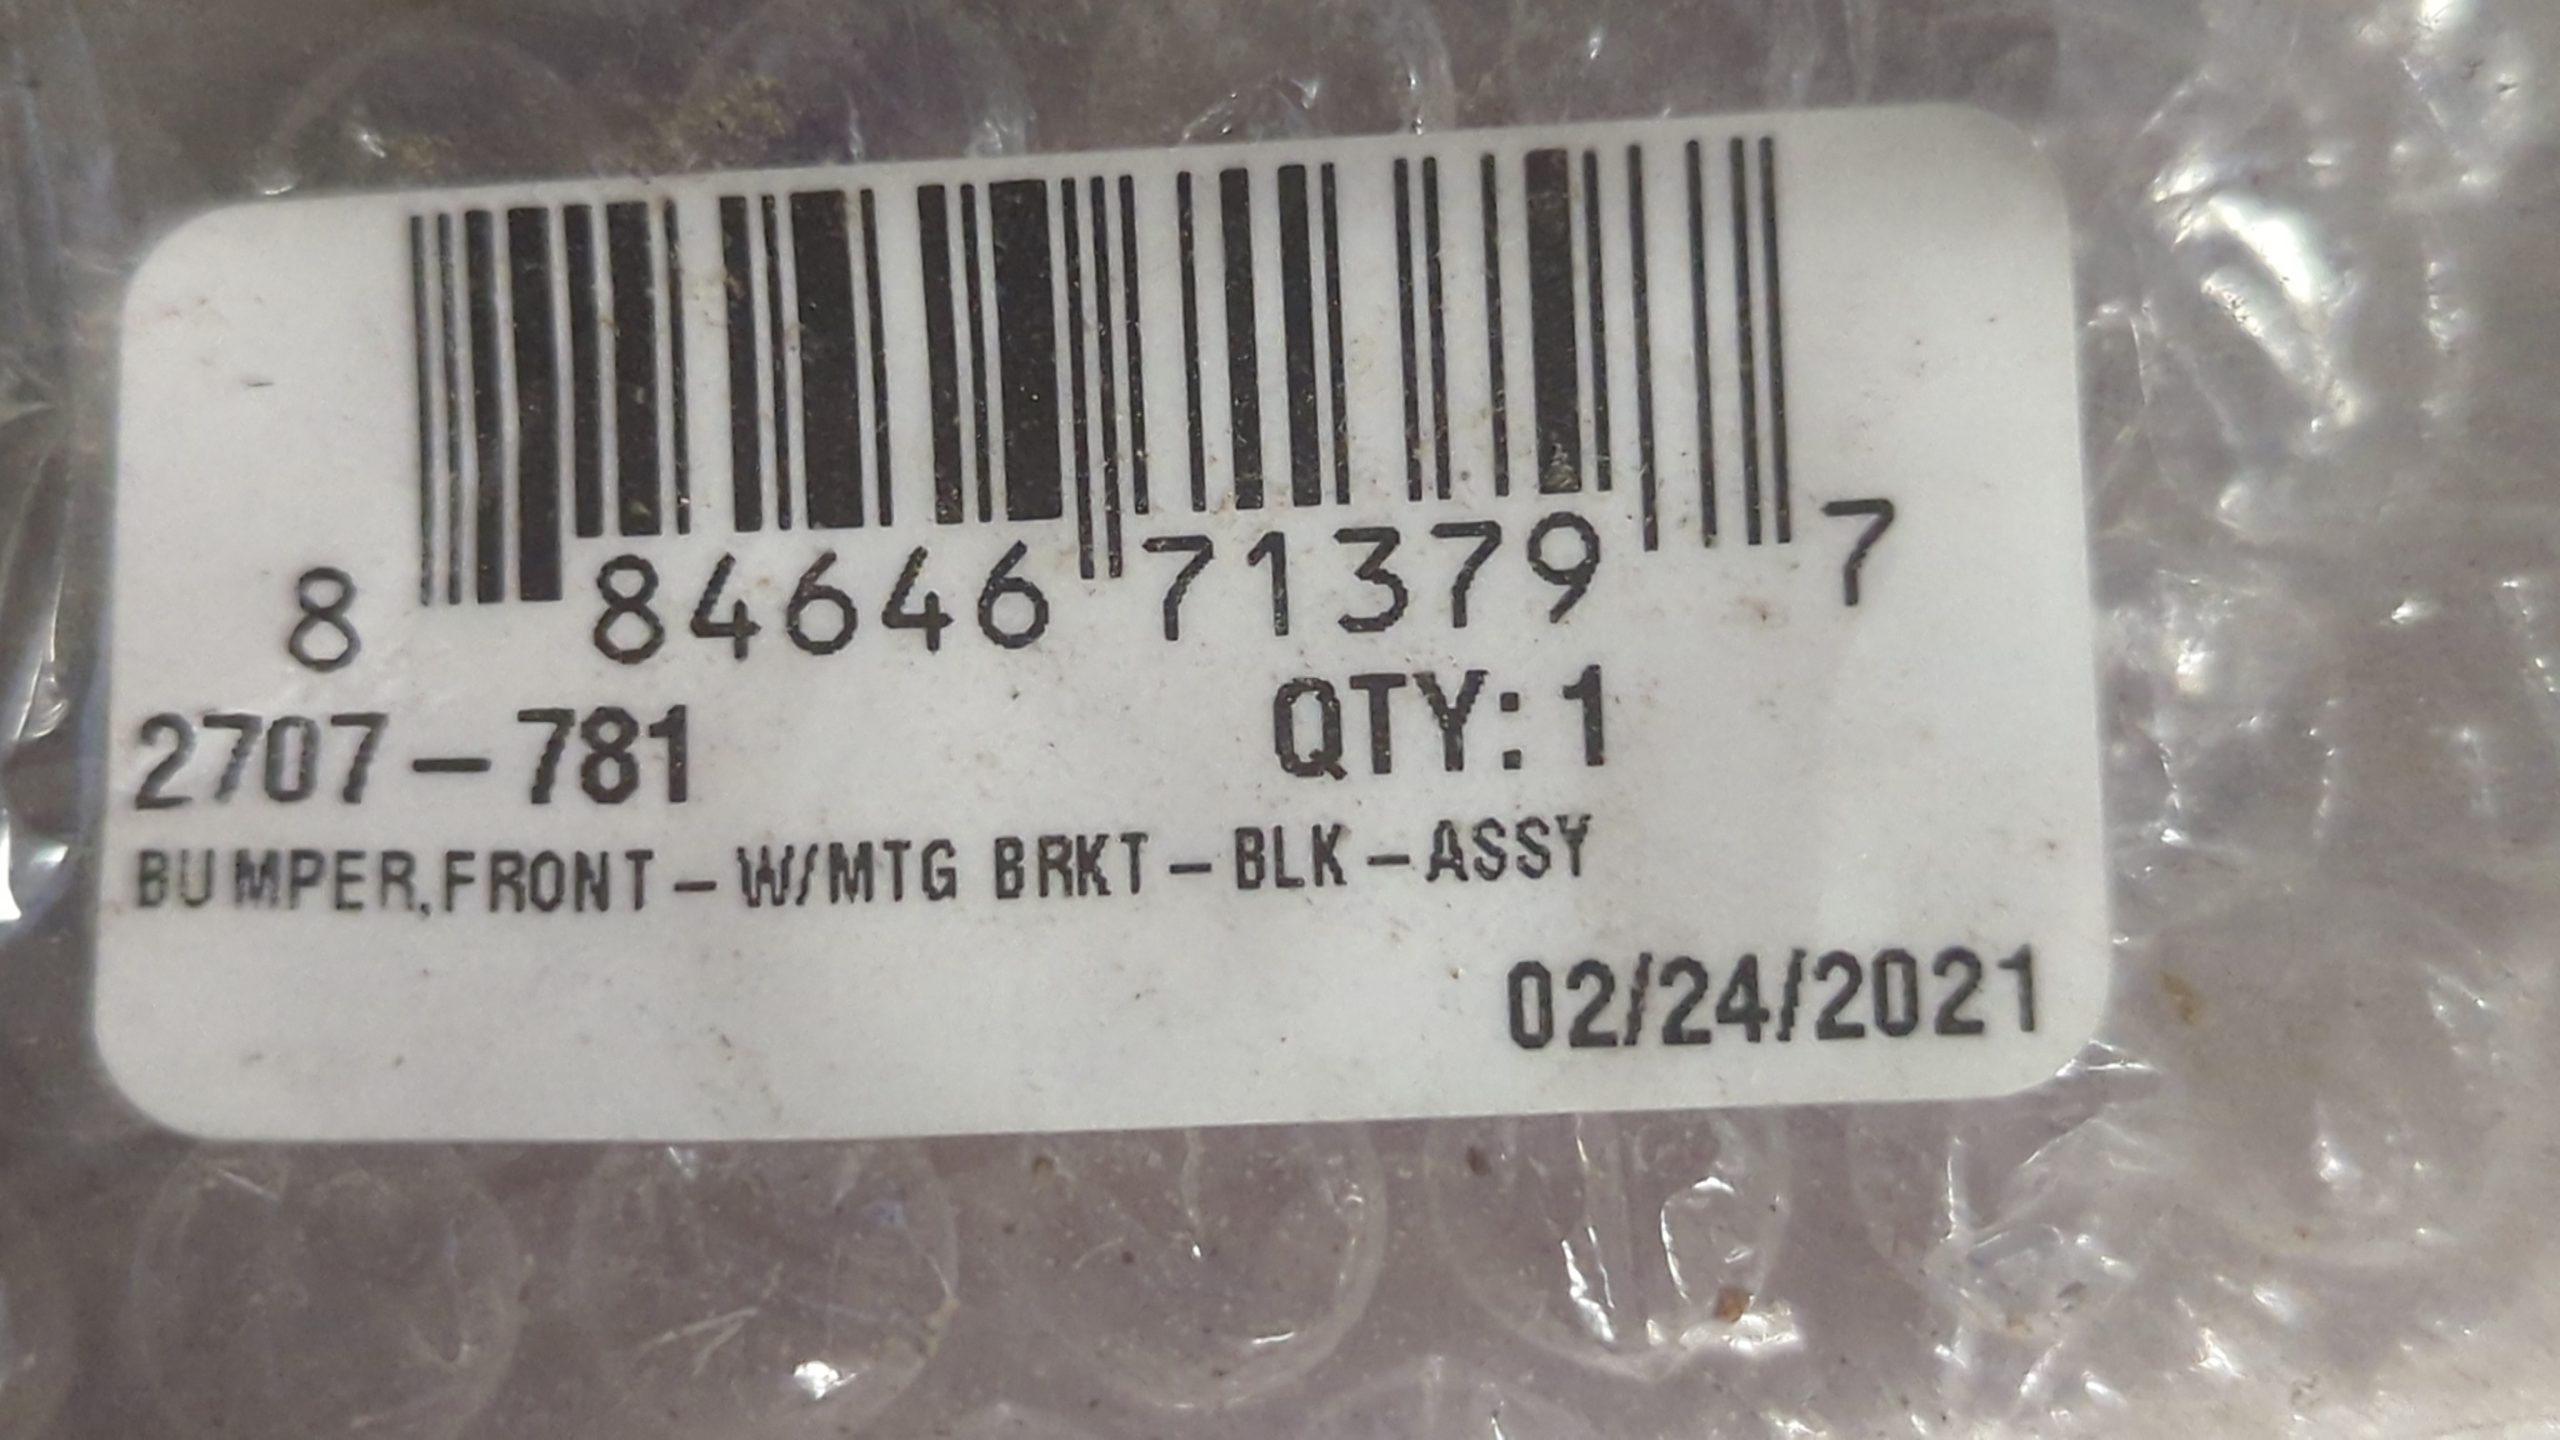 8 84646 71379 7
2707-781 QTY: 1
BUMPER,FRONT-W/MTG BRKT-BLK-ASSY
02/24/2021